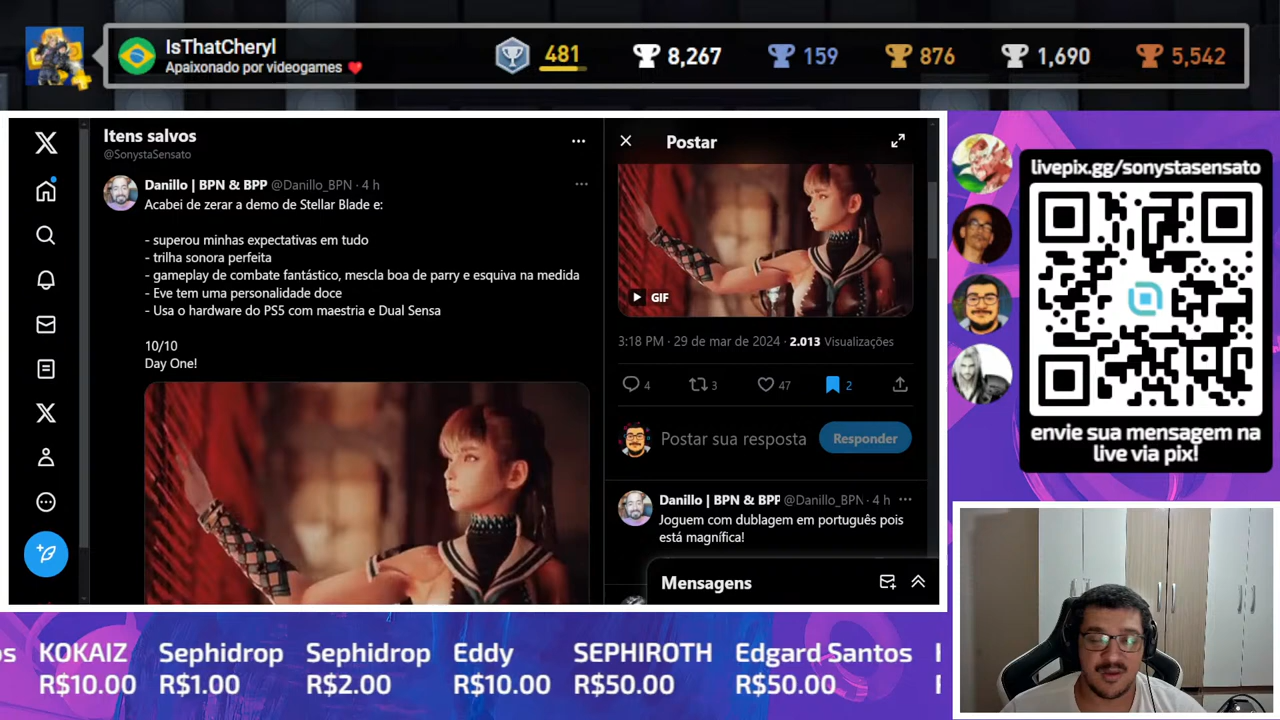 IsThatCheryl
Apaixonado por videogames ❤️
481
8,267
159
876
1,690
5,542
Itens salvos
@SonystaSensato
Danillo | BPN & BPP @Danillo_BPN · 4 h
Acabei de zerar a demo de Stellar Blade e:
- superou minhas expectativas em tudo
- trilha sonora perfeita
- gameplay de combate fantástico, mescla boa de parry e esquiva na medida
- Eve tem uma personalidade doce
- Usa o hardware do PS5 com maestria e Dual Sensa
10/10
Day One!
Postar
GIF
3:18 PM · 29 de mar de 2024 · 2.013 Visualizações
4
3
47
2
Postar sua resposta
Responder
Danillo | BPN & BPP @Danillo_BPN · 4 h
Joguem com dublagem em português pois
está magnífica!
Mensagens
livepix.gg/sonystasensato
envie sua mensagem na
live via pix!
os KOKAIZ Sephidrop Sephidrop Eddy SEPHIROTH Edgard Santos
R$10.00 R$1.00 R$2.00 R$10.00 R$50.00 R$50.00